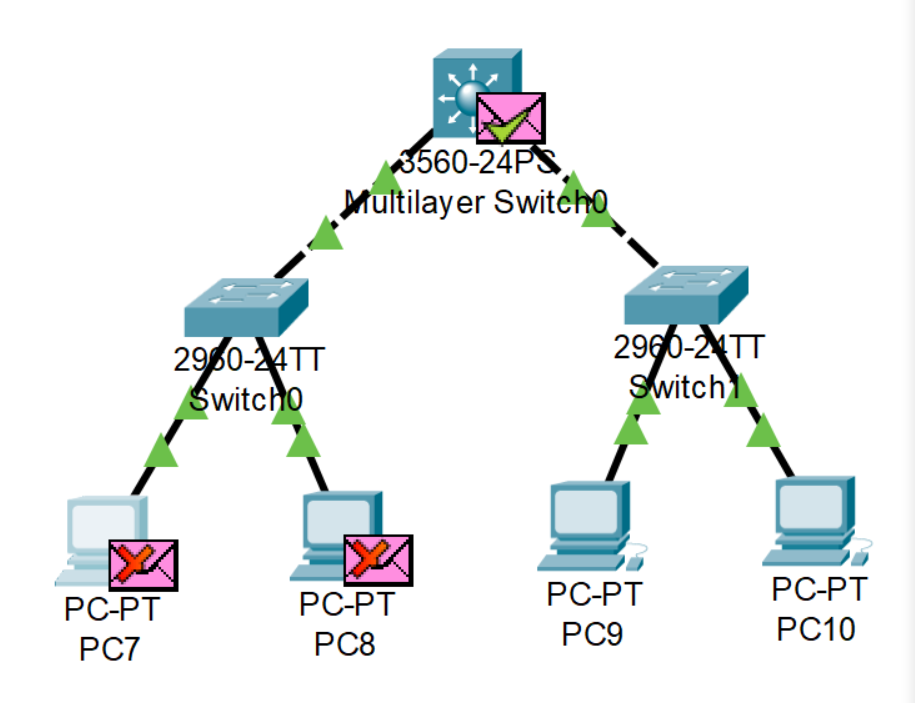 3560-24PS
Multilayer Switch0
2960-24TT
Switch0
2960-24TT
Switch1
PC-PT
PC7
PC-PT
PC8
PC-PT
PC9
PC-PT
PC10